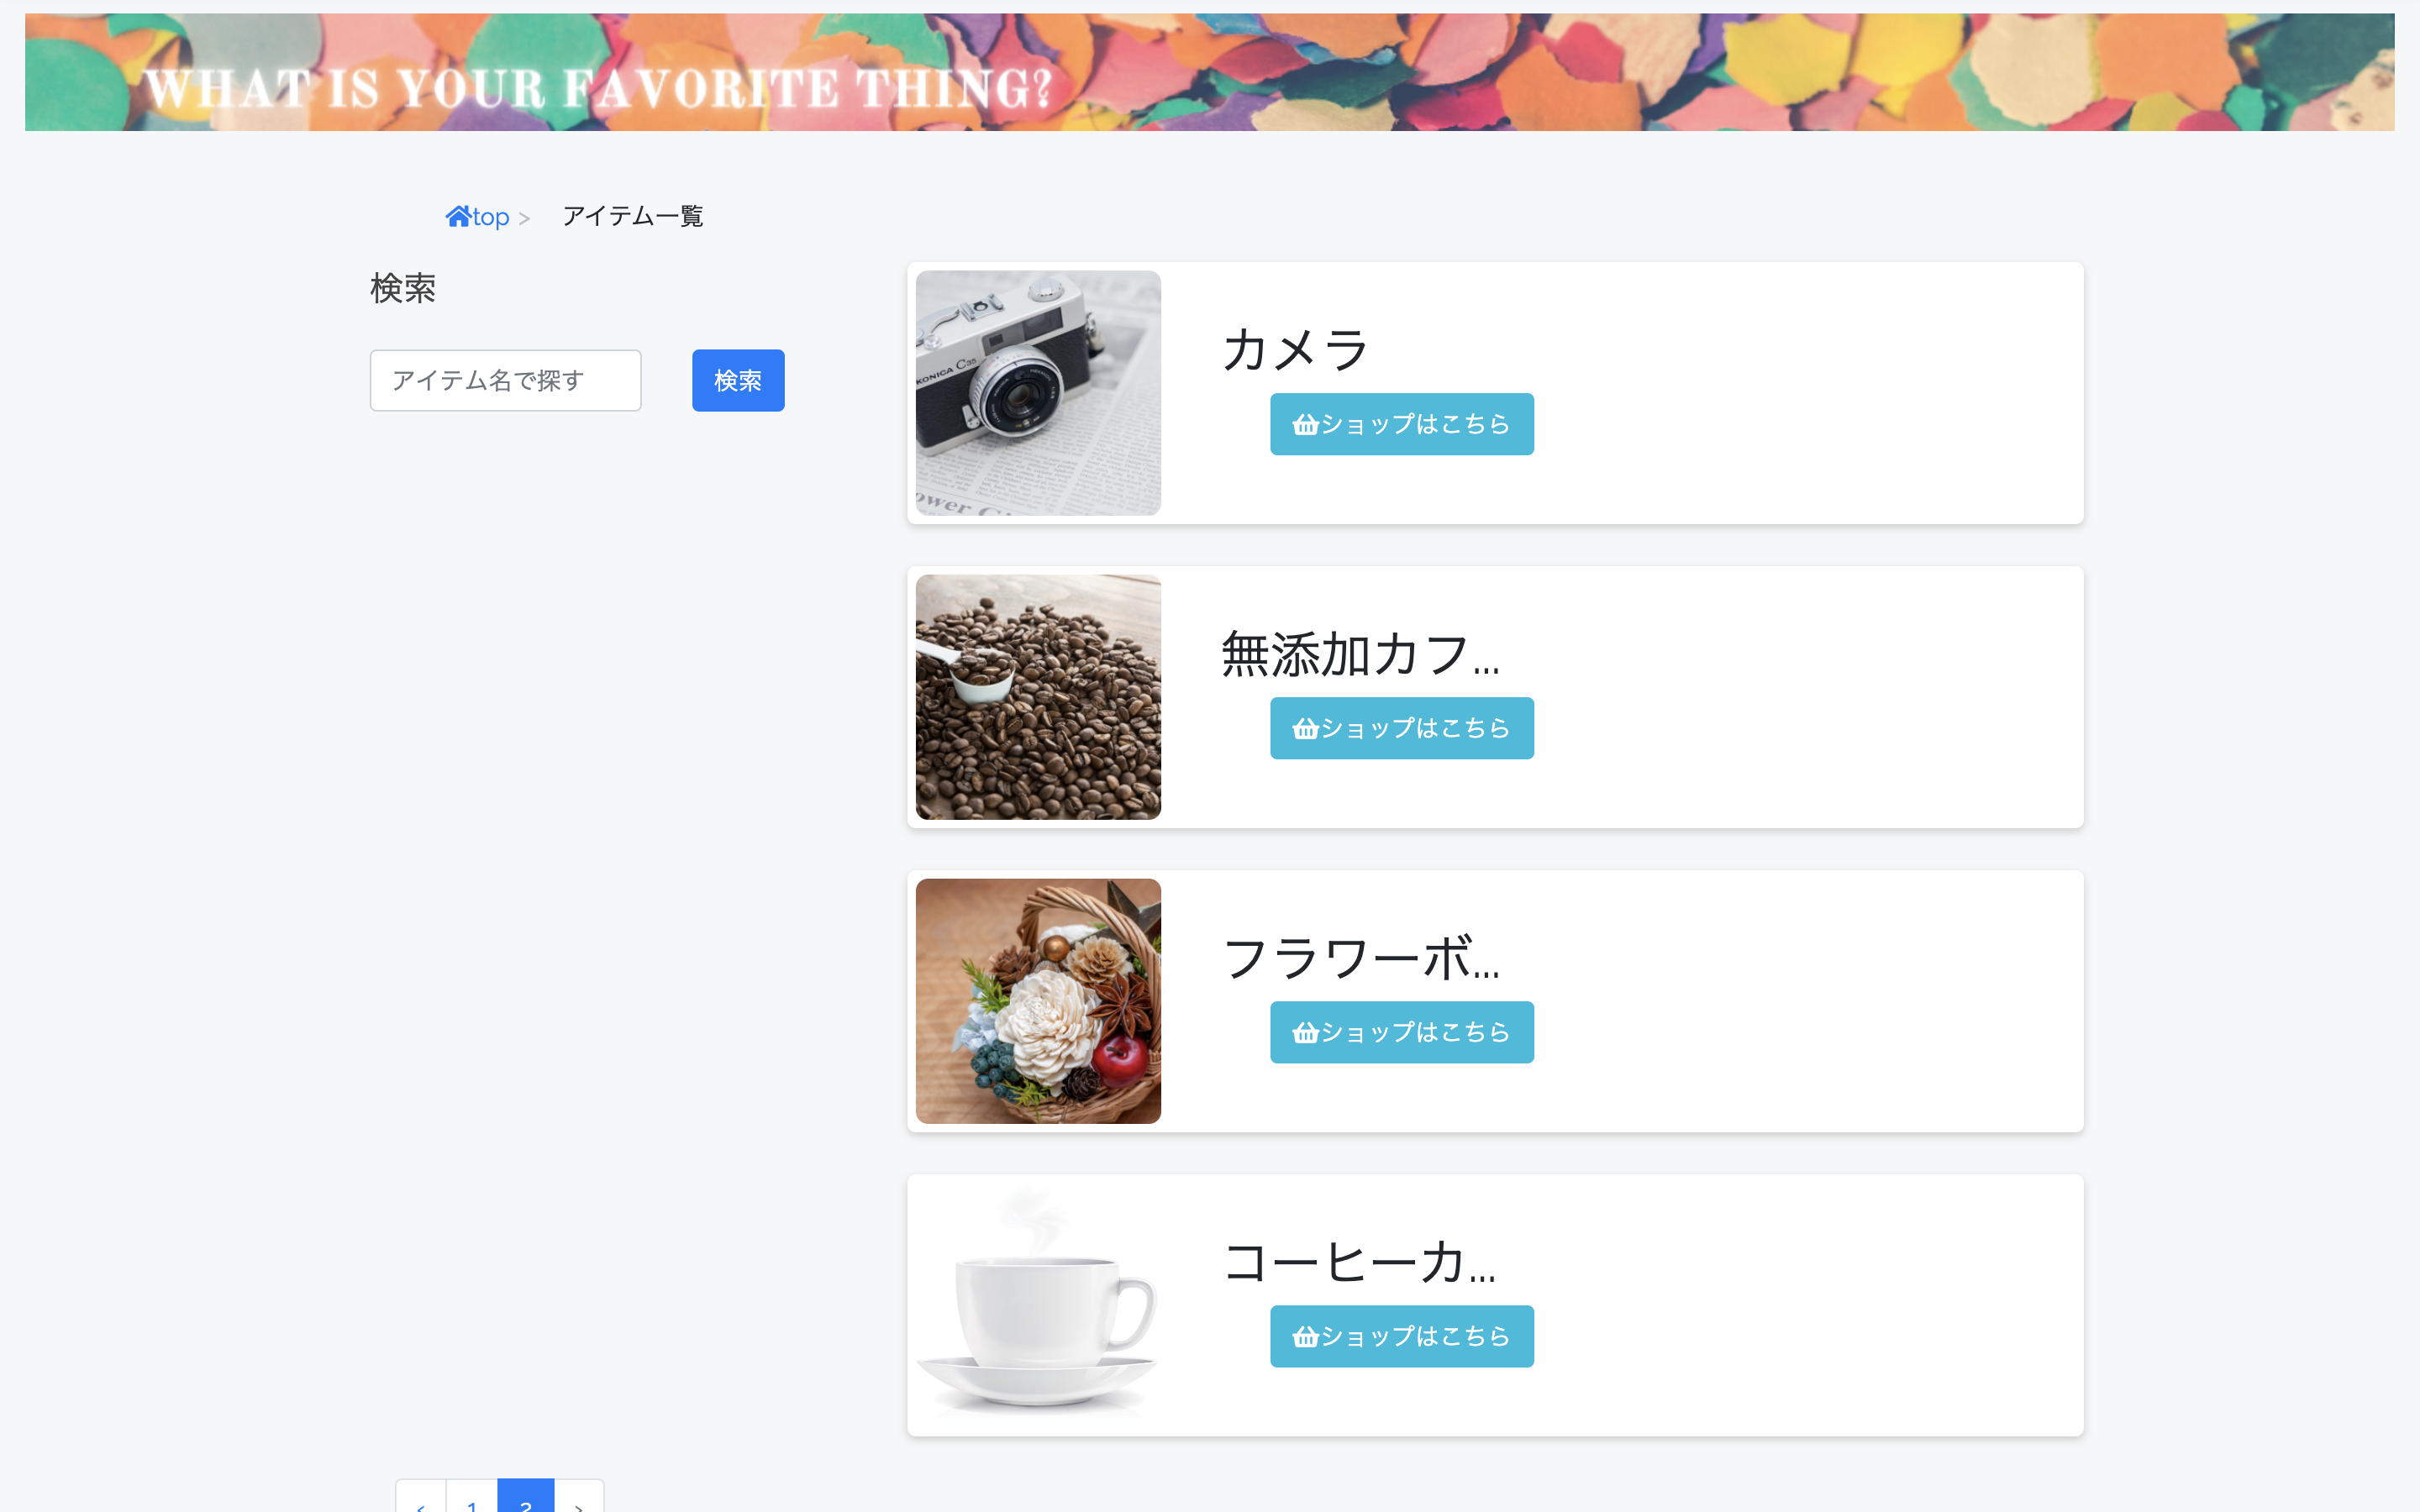 WHAT IS YOUR FAVORITE THING?
top > アイテム一覧
検索
アイテム名で探す 検索
KONICA C35
カメラ
ショップはこちら
無添加カフ...
ショップはこちら
フラワーボ...
ショップはこちら
コーヒーカ...
ショップはこちら
‹ 1 2 ›